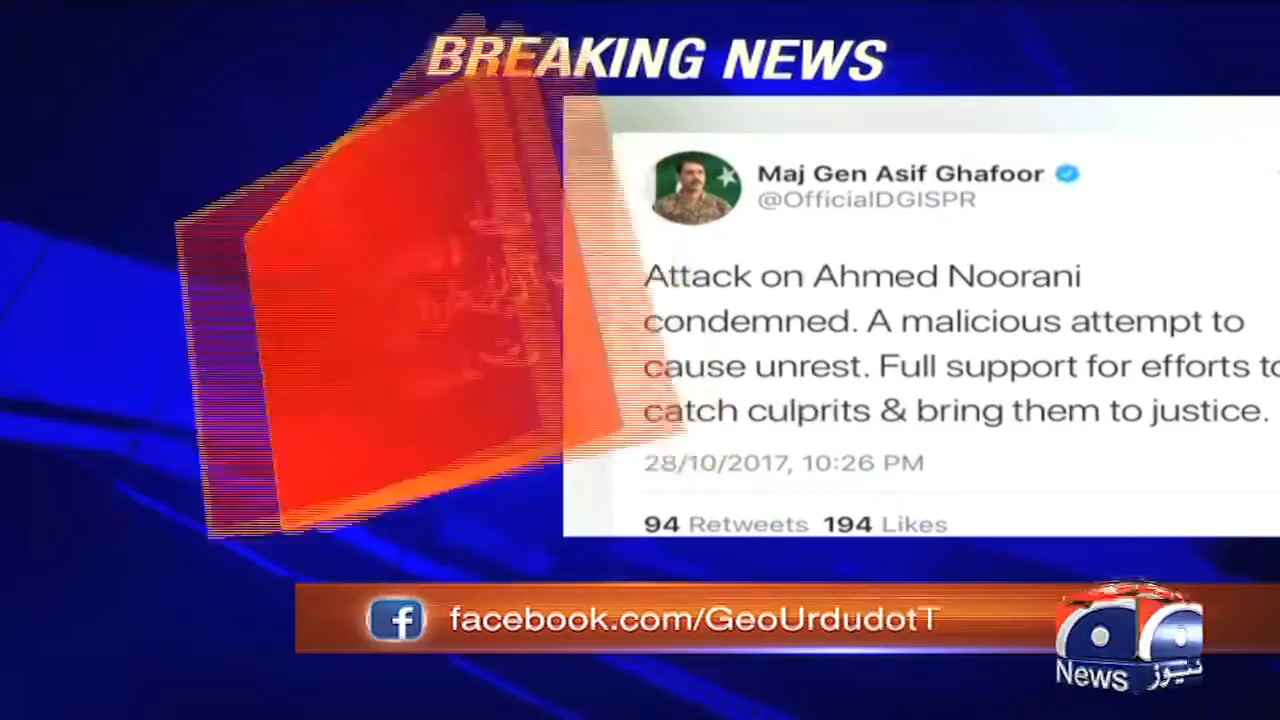 BREAKING NEWS
Maj Gen Asif Ghafoor
@OfficialDGISPR
Attack on Ahmed Noorani
condemned. A malicious attempt to
cause unrest. Full support for efforts to
catch culprits & bring them to justice.
28/10/2017, 10:26 PM
94 Retweets 194 Likes
facebook.com/GeoUrdudotT
News نیوز